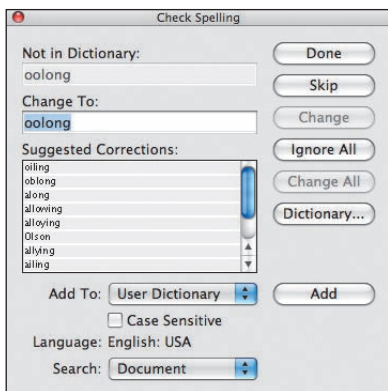 Check Spelling
Not in Dictionary:
oolong
Change To:
oolong
Suggested Corrections:
oiling
oblong
along
allowing
alloying
Olson
allying
ailing
Done
Skip
Change
Ignore All
Change All
Dictionary...
Add To: User Dictionary Add
Case Sensitive
Language: English: USA
Search: Document